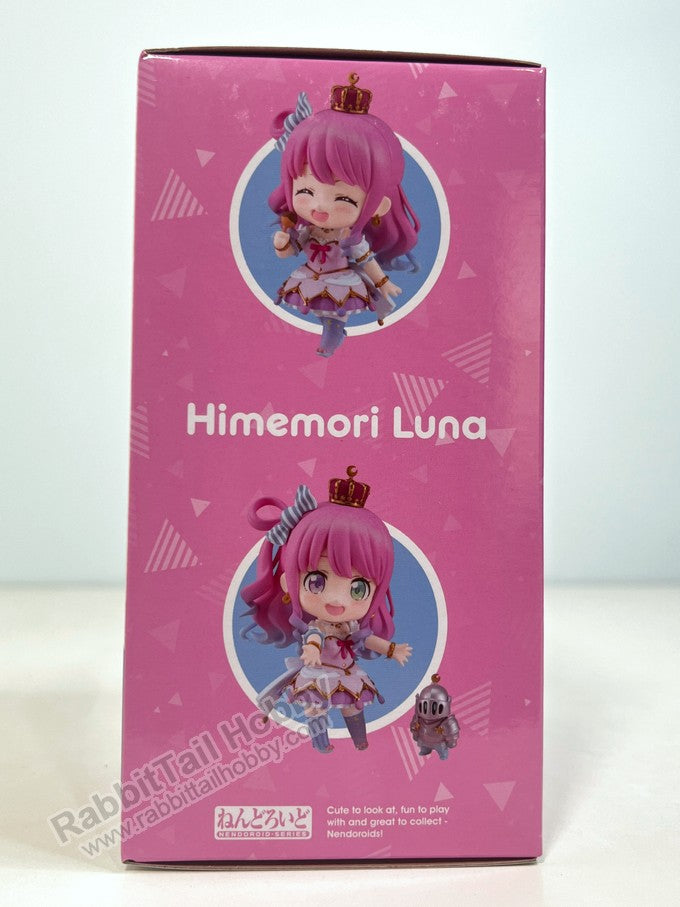 Himemori Luna
RabbitTail Hobby
www.rabbittailhobby.com
ねんどろいど
NENDOROID-SERIES
Cute to look at, fun to play
with and great to collect -
Nendoroids!